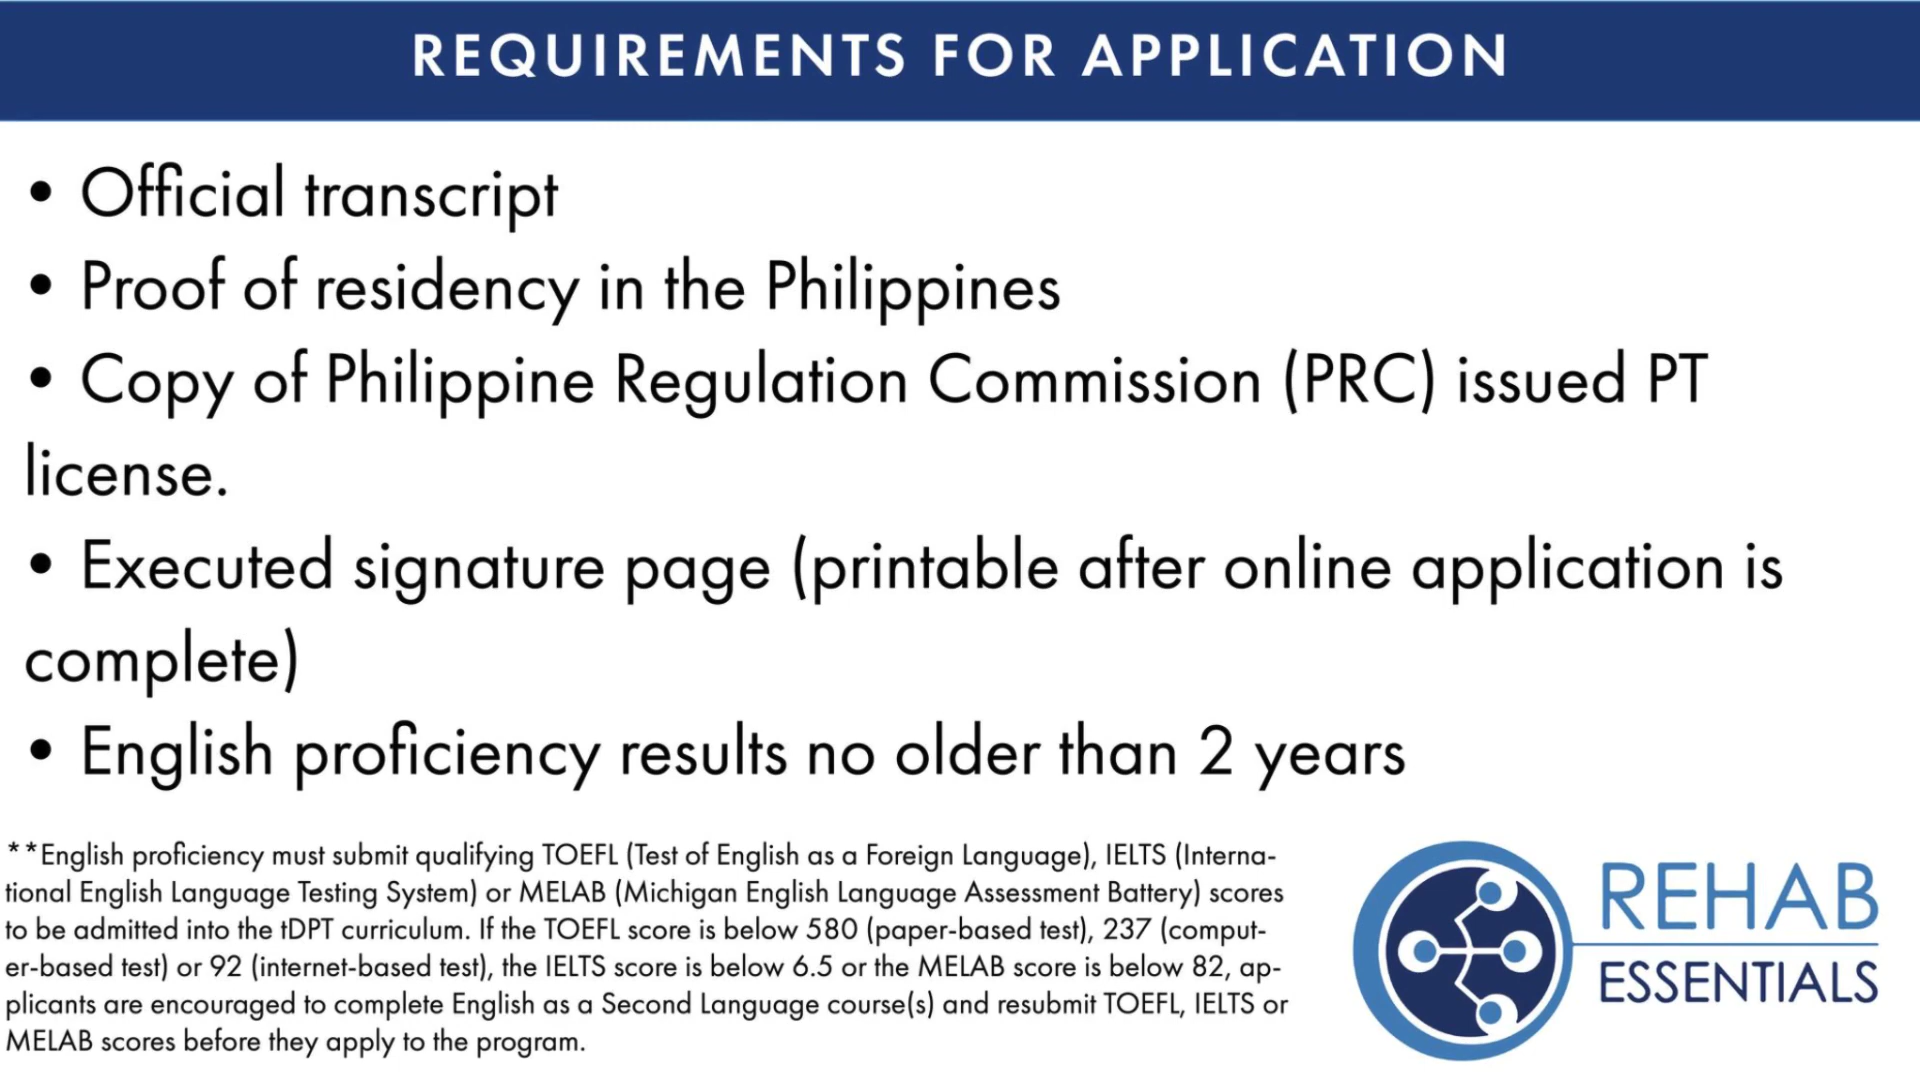 REQUIREMENTS FOR APPLICATION
• Official transcript
• Proof of residency in the Philippines
• Copy of Philippine Regulation Commission (PRC) issued PT
license.
• Executed signature page (printable after online application is
complete)
• English proficiency results no older than 2 years
**English proficiency must submit qualifying TOEFL (Test of English as a Foreign Language), IELTS (Interna-
tional English Language Testing System) or MELAB (Michigan English Language Assessment Battery) scores
to be admitted into the tDPT curriculum. If the TOEFL score is below 580 (paper-based test), 237 (comput-
er-based test) or 92 (internet-based test), the IELTS score is below 6.5 or the MELAB score is below 82, ap-
plicants are encouraged to complete English as a Second Language course(s) and resubmit TOEFL, IELTS or
MELAB scores before they apply to the program.
REHAB
ESSENTIALS